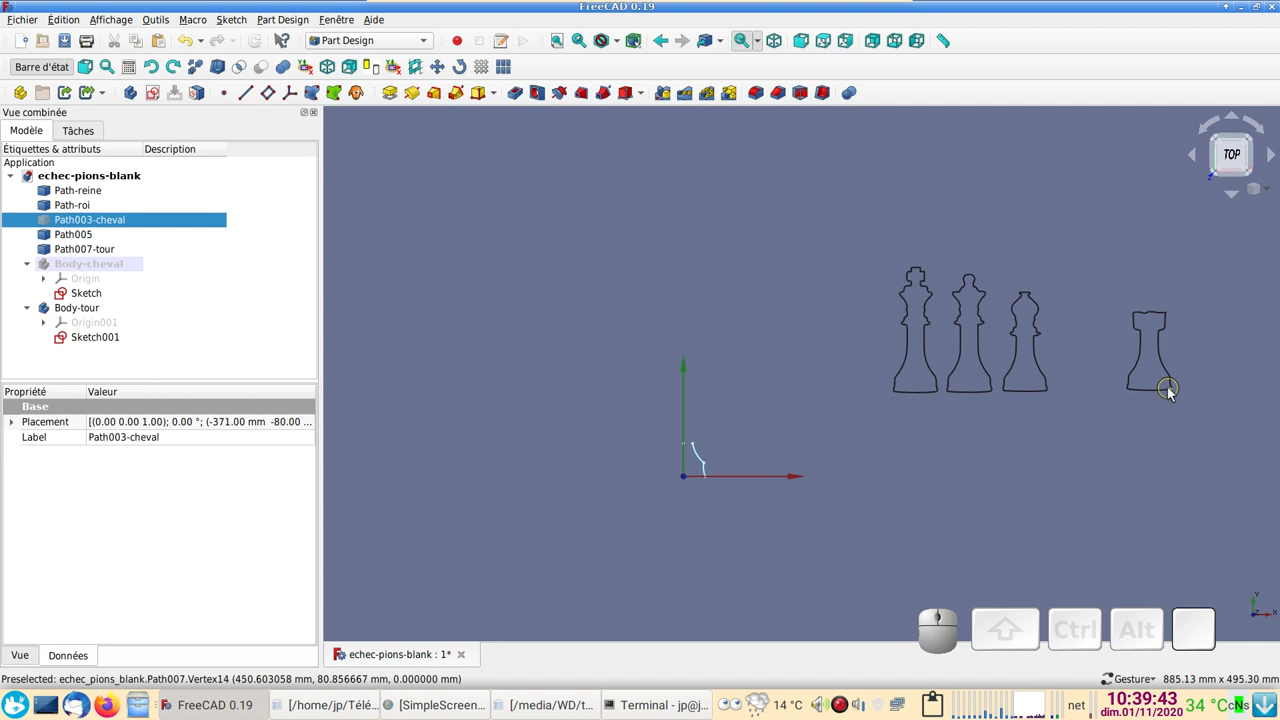 FreeCAD 0.19
Fichier Édition Affichage Outils Macro Sketch Part Design Fenêtre Aide
Part Design
Barre d'état
Vue combinée
Modèle Tâches
Étiquettes & attributs Description
Application
echec-pions-blank
Path-reine
Path-roi
Path003-cheval
Path005
Path007-tour
Body-cheval
Origin
Sketch
Body-tour
Origin001
Sketch001
Propriété Valeur
Base
Placement [(0.00 0.00 1.00); 0.00 °; (-371.00 mm -80.00 ...
Label Path003-cheval
Vue Données
TOP
Y
X
Z
Ctrl Alt
echec-pions-blank : 1*
Preselected: echec_pions_blank.Path007.Vertex14 (450.603058 mm, 80.856667 mm, 0.000000 mm)
Gesture 885.13 mm x 495.30 mm
FreeCAD 0.19 [/home/jp/Télé... [SimpleScreen... [/media/WD/t... Terminal - jp@j...
14 °C
net
10:39:43
dim.01/11/2020
34 °C